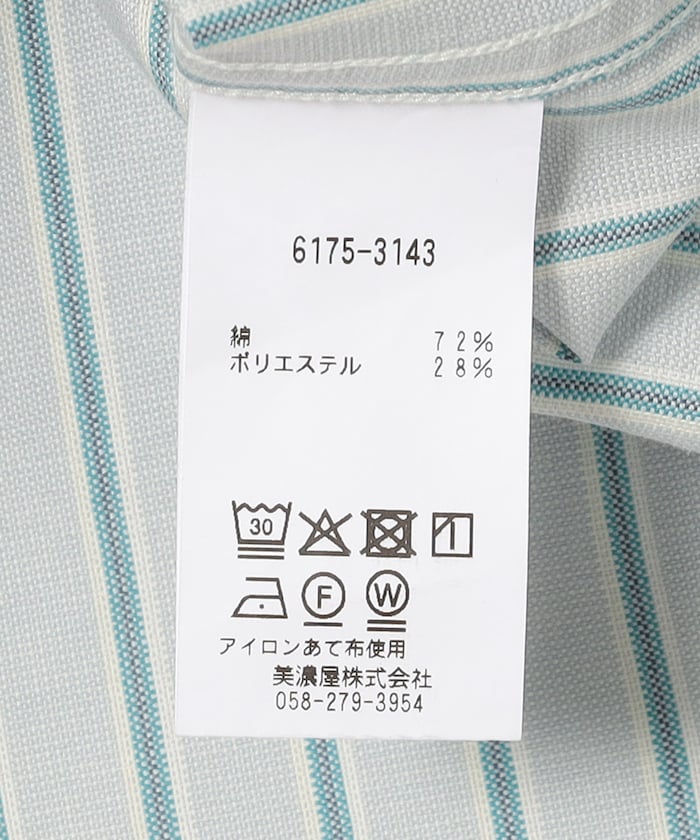 6175-3143
綿 72%
ポリエステル 28%
30
F W
アイロンあて布使用
美濃屋株式会社
058-279-3954